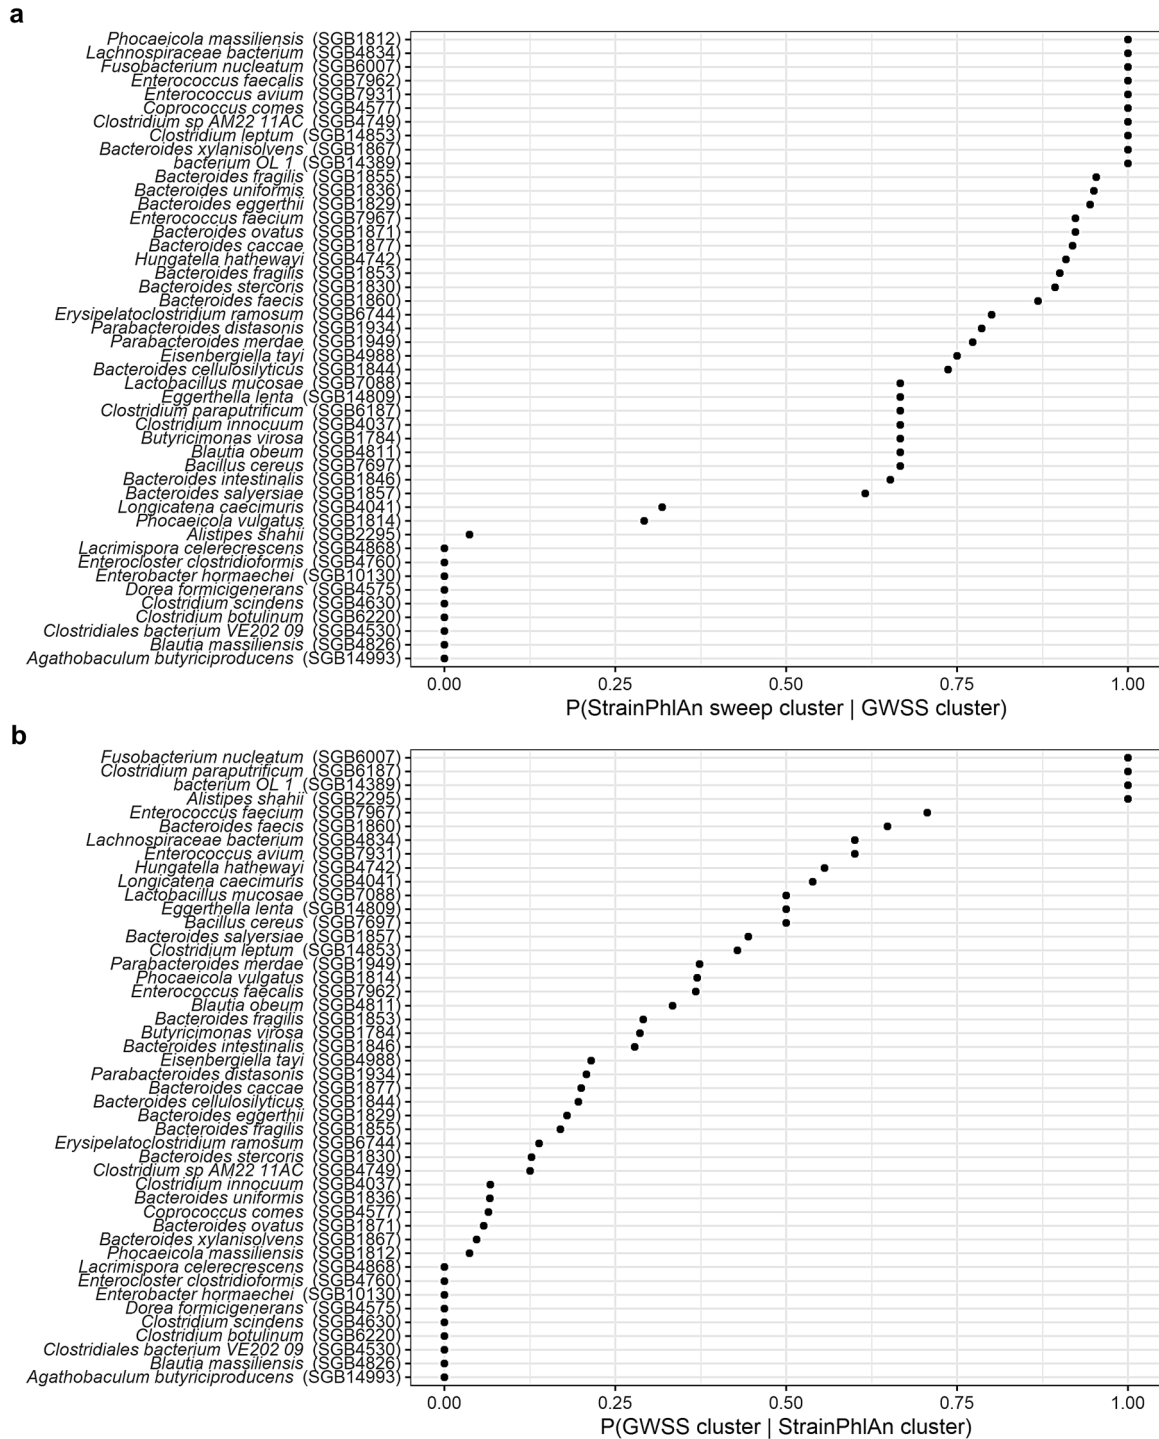 a
Phocaeicola massiliensis (SGB1812)
Lachnospiraceae bacterium (SGB4834)
Fusobacterium nucleatum (SGB6007)
Enterococcus faecalis (SGB7962)
Enterococcus avium (SGB7931)
Coprococcus comes (SGB4577)
Clostridium sp AM22 11AC (SGB4749)
Clostridium leptum (SGB14853)
Bacteroides xylanisolvens (SGB1867)
bacterium OL 1 (SGB14389)
Bacteroides fragilis (SGB1855)
Bacteroides uniformis (SGB1836)
Bacteroides eggerthii (SGB1829)
Enterococcus faecium (SGB7967)
Bacteroides ovatus (SGB1871)
Bacteroides caccae (SGB1877)
Hungatella hathewayi (SGB4742)
Bacteroides fragilis (SGB1853)
Bacteroides stercoris (SGB1830)
Bacteroides faecis (SGB1860)
Erysipelatoclostridium ramosum (SGB6744)
Parabacteroides distasonis (SGB1934)
Parabacteroides merdae (SGB1949)
Eisenbergiella tayi (SGB4988)
Bacteroides cellulosilyticus (SGB1844)
Lactobacillus mucosae (SGB7088)
Eggerthella lenta (SGB14809)
Clostridium paraputrificum (SGB6187)
Clostridium innocuum (SGB4037)
Butyricimonas virosa (SGB1784)
Blautia obeum (SGB4811)
Bacillus cereus (SGB7697)
Bacteroides intestinalis (SGB1846)
Bacteroides salyersiae (SGB1857)
Longicatena caecimuris (SGB4041)
Phocaeicola vulgatus (SGB1814)
Alistipes shahii (SGB2295)
Lacrimispora celerecrescens (SGB4868)
Enterocloster clostridioformis (SGB4760)
Enterobacter hormaechei (SGB10130)
Dorea formicigenerans (SGB4575)
Clostridium scindens (SGB4630)
Clostridium botulinum (SGB6220)
Clostridiales bacterium VE202 09 (SGB4530)
Blautia massiliensis (SGB4826)
Agathobaculum butyriciproducens (SGB14993)
0.00 0.25 0.50 0.75 1.00
P(StrainPhlAn sweep cluster | GWSS cluster)
b
Fusobacterium nucleatum (SGB6007)
Clostridium paraputrificum (SGB6187)
bacterium OL 1 (SGB14389)
Alistipes shahii (SGB2295)
Enterococcus faecium (SGB7967)
Bacteroides faecis (SGB1860)
Lachnospiraceae bacterium (SGB4834)
Enterococcus avium (SGB7931)
Hungatella hathewayi (SGB4742)
Longicatena caecimuris (SGB4041)
Lactobacillus mucosae (SGB7088)
Eggerthella lenta (SGB14809)
Bacillus cereus (SGB7697)
Bacteroides salyersiae (SGB1857)
Clostridium leptum (SGB14853)
Parabacteroides merdae (SGB1949)
Phocaeicola vulgatus (SGB1814)
Enterococcus faecalis (SGB7962)
Blautia obeum (SGB4811)
Bacteroides fragilis (SGB1853)
Butyricimonas virosa (SGB1784)
Bacteroides intestinalis (SGB1846)
Eisenbergiella tayi (SGB4988)
Parabacteroides distasonis (SGB1934)
Bacteroides caccae (SGB1877)
Bacteroides cellulosilyticus (SGB1844)
Bacteroides eggerthii (SGB1829)
Bacteroides fragilis (SGB1855)
Erysipelatoclostridium ramosum (SGB6744)
Bacteroides stercoris (SGB1830)
Clostridium sp AM22 11AC (SGB4749)
Clostridium innocuum (SGB4037)
Bacteroides uniformis (SGB1836)
Coprococcus comes (SGB4577)
Bacteroides ovatus (SGB1871)
Bacteroides xylanisolvens (SGB1867)
Phocaeicola massiliensis (SGB1812)
Lacrimispora celerecrescens (SGB4868)
Enterocloster clostridioformis (SGB4760)
Enterobacter hormaechei (SGB10130)
Dorea formicigenerans (SGB4575)
Clostridium scindens (SGB4630)
Clostridium botulinum (SGB6220)
Clostridiales bacterium VE202 09 (SGB4530)
Blautia massiliensis (SGB4826)
Agathobaculum butyriciproducens (SGB14993)
0.00 0.25 0.50 0.75 1.00
P(GWSS cluster | StrainPhlAn cluster)